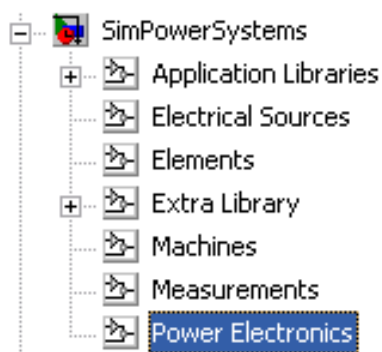 SimPowerSystems
Application Libraries
Electrical Sources
Elements
Extra Library
Machines
Measurements
Power Electronics